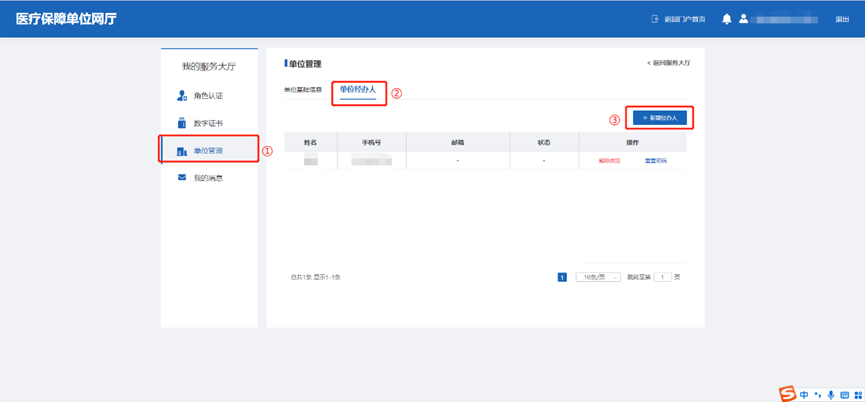 医疗保障单位网厅
返回门户首页
退出
我的服务大厅
角色认证
数字证书
单位管理
①
我的消息
单位管理
< 返回服务大厅
单位基础信息
单位经办人
②
③
+ 新增经办人
姓名 手机号 邮箱 状态 操作
- - 解除绑定 重置密码
总共1条 显示1-1条
1 10条/页 跳转至第 1 页
中